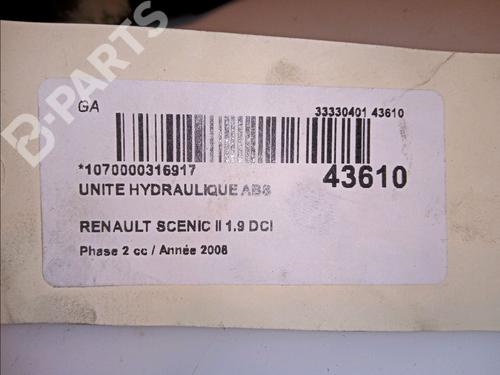 B-PARTS
GA
33330401 43610
*1070000316917
43610
UNITE HYDRAULIQUE ABS
RENAULT SCENIC II 1.9 DCI
Phase 2 cc / Année 2008